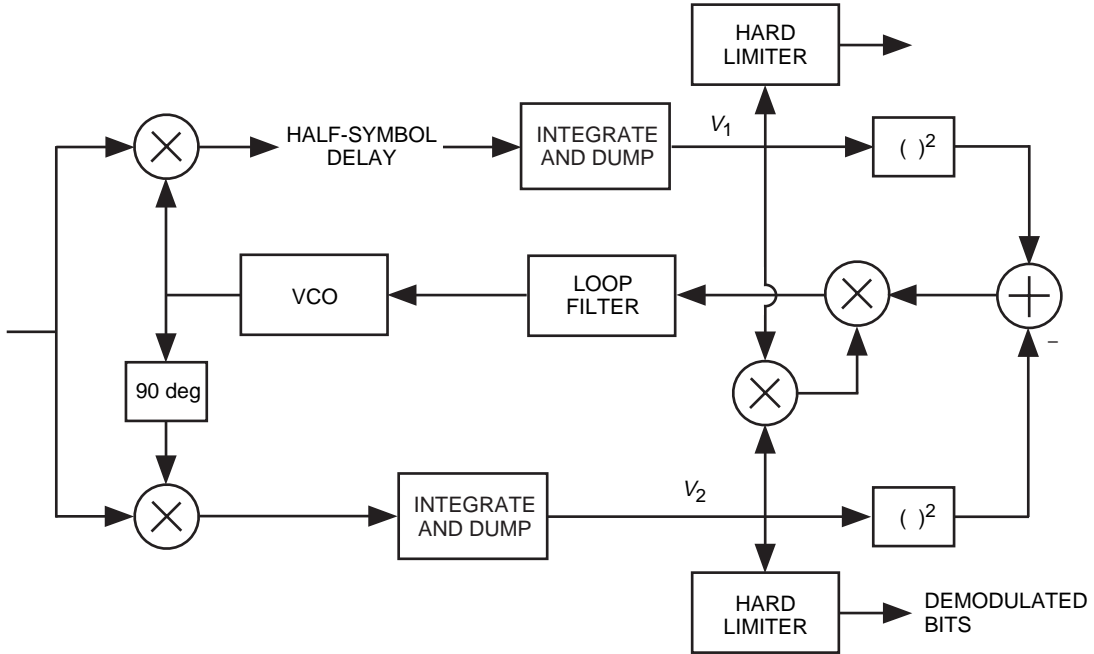 HARD
LIMITER
HALF-SYMBOL
DELAY
INTEGRATE
AND DUMP
V1
( )²
VCO
LOOP
FILTER
–
90 deg
INTEGRATE
AND DUMP
V2
( )²
HARD
LIMITER
DEMODULATED
BITS